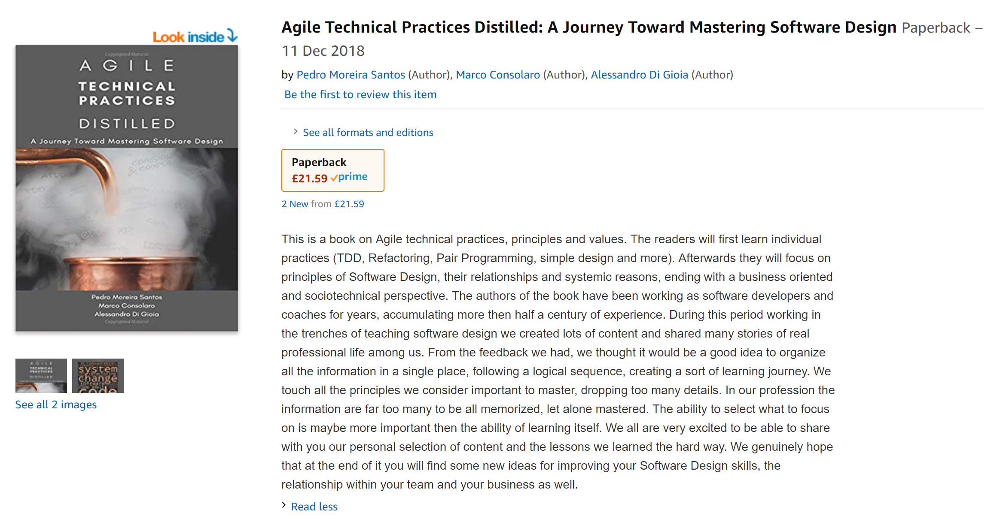 Look inside
Copyrighted Material
AGILE
TECHNICAL
PRACTICES
DISTILLED
A Journey Toward Mastering Software Design
COHESION
& COUPLIN
ATDD
TDD
XP
Pedro Moreira Santos
Marco Consolaro
Alessandro Di Gioia
Copyrighted Material
AGILE
TECHNICAL
PRACTICES
DISTILLED
system
refactoring
change
software
code
See all 2 images
Agile Technical Practices Distilled: A Journey Toward Mastering Software Design Paperback –
11 Dec 2018
by Pedro Moreira Santos (Author), Marco Consolaro (Author), Alessandro Di Gioia (Author)
Be the first to review this item
See all formats and editions
Paperback
£21.59 prime
2 New from £21.59
This is a book on Agile technical practices, principles and values. The readers will first learn individual
practices (TDD, Refactoring, Pair Programming, simple design and more). Afterwards they will focus on
principles of Software Design, their relationships and systemic reasons, ending with a business oriented
and sociotechnical perspective. The authors of the book have been working as software developers and
coaches for years, accumulating more then half a century of experience. During this period working in
the trenches of teaching software design we created lots of content and shared many stories of real
professional life among us. From the feedback we had, we thought it would be a good idea to organize
all the information in a single place, following a logical sequence, creating a sort of learning journey. We
touch all the principles we consider important to master, dropping too many details. In our profession the
information are far too many to be all memorized, let alone mastered. The ability to select what to focus
on is maybe more important then the ability of learning itself. We all are very excited to be able to share
with you our personal selection of content and the lessons we learned the hard way. We genuinely hope
that at the end of it you will find some new ideas for improving your Software Design skills, the
relationship within your team and your business as well.
Read less